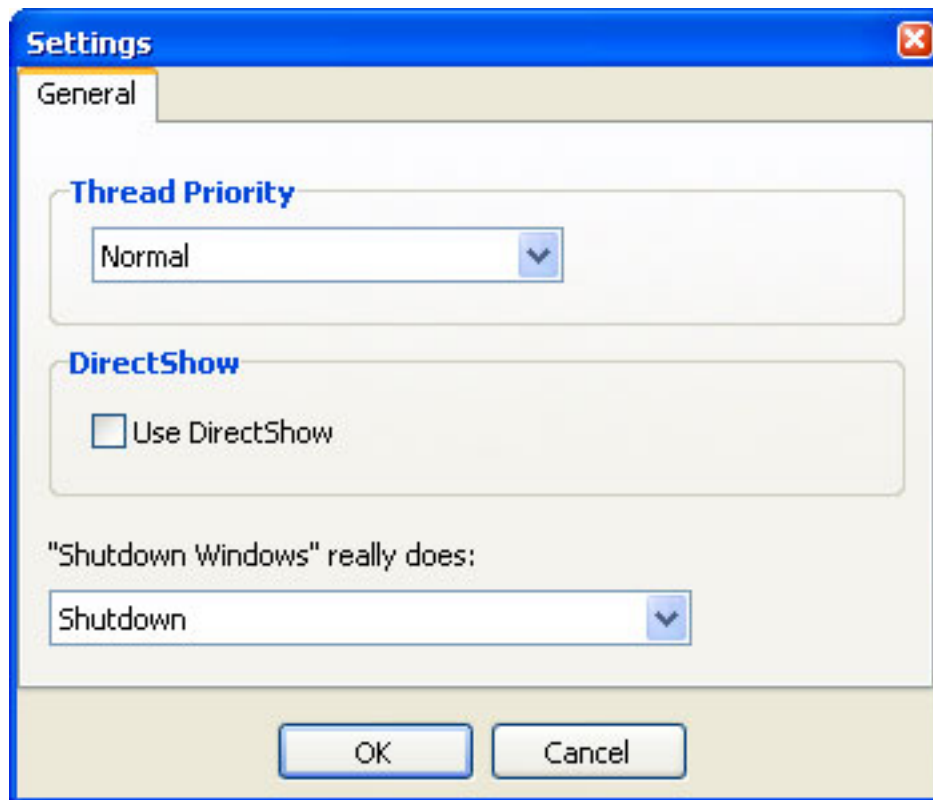 Settings
General
Thread Priority
Normal
DirectShow
Use DirectShow
"Shutdown Windows" really does:
Shutdown
OK
Cancel